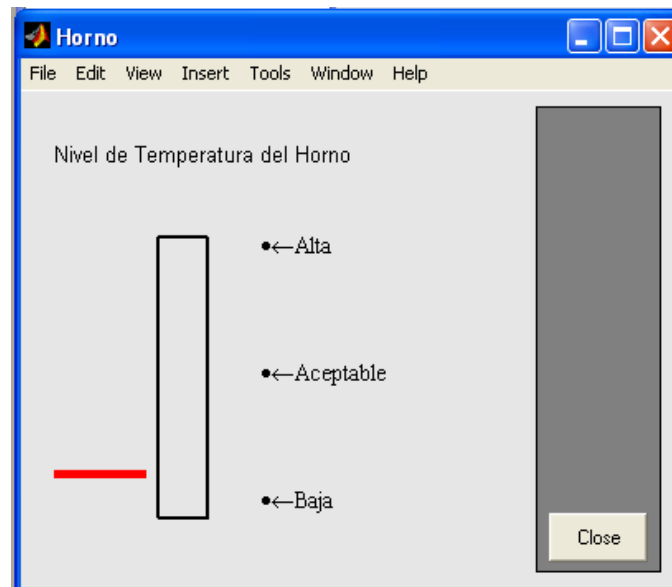 Horno
File Edit View Insert Tools Window Help
Nivel de Temperatura del Horno
•←Alta
•←Aceptable
•←Baja
Close